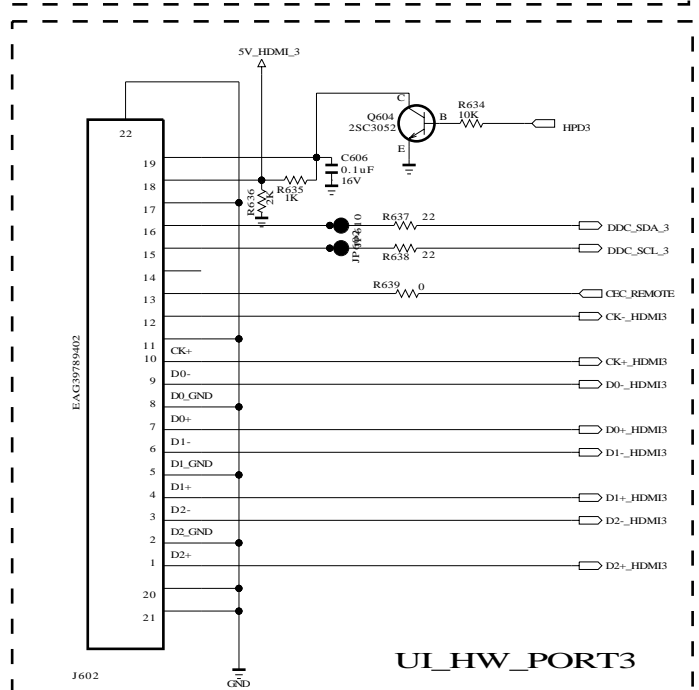 5V_HDMI_3
C
Q604
2SC3052
B
R634
10K
HPD3
E
22
19
C606
0.1uF
16V
18
R635
1K
R636
2K
17
16
R637
22
DDC_SDA_3
15
R638
22
DDC_SCL_3
14
R639
0
13
CEC_REMOTE
12
CK-_HDMI3
11
CK+
10
CK+_HDMI3
D0-
9
D0-_HDMI3
D0_GND
8
D0+
7
D0+_HDMI3
D1-
6
D1-_HDMI3
D1_GND
5
D1+
4
D1+_HDMI3
D2-
3
D2-_HDMI3
D2_GND
2
D2+
1
D2+_HDMI3
20
21
EAG39789402
J602
GND
UI_HW_PORT3